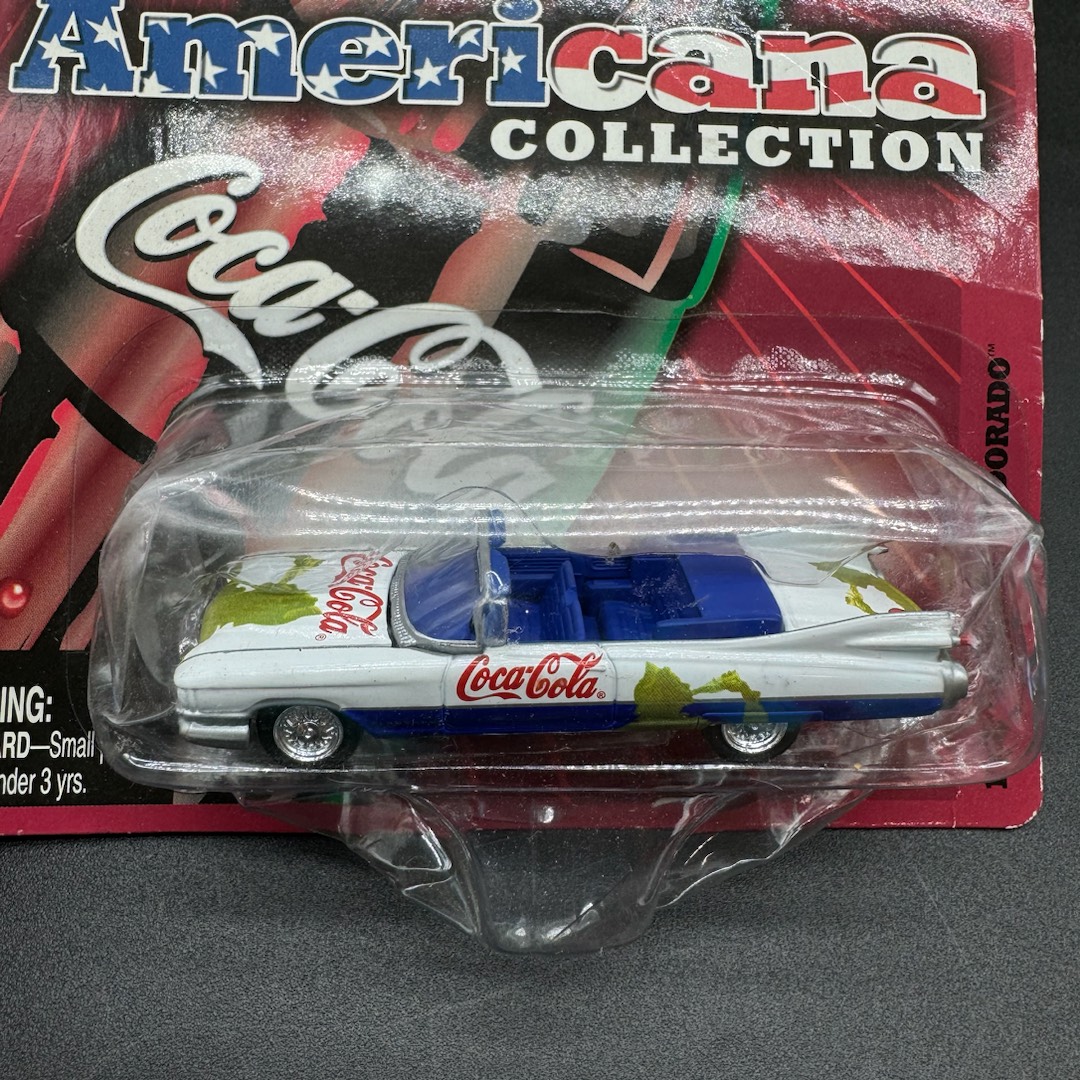 Americana
COLLECTION
Coca-Cola
ORADO™
Coca-Cola®
Coca-Cola®
ING:
ARD—Small
nder 3 yrs.